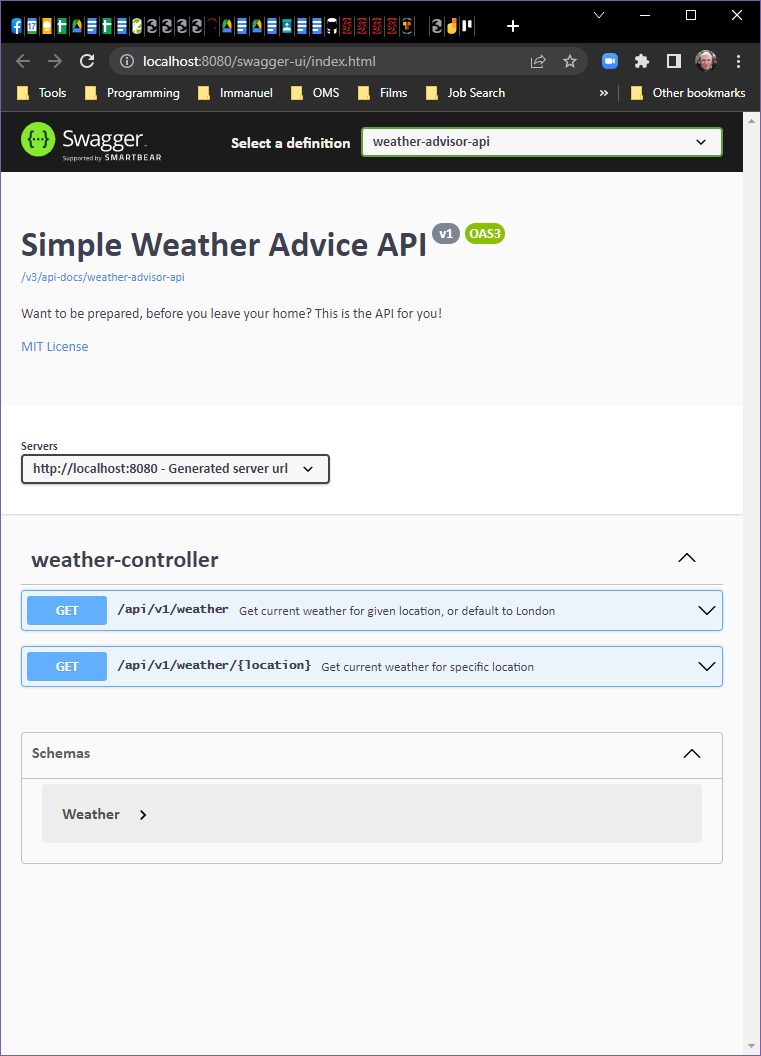 localhost:8080/swagger-ui/index.html
Tools Programming Immanuel OMS Films Job Search » Other bookmarks
Swagger
Supported by SMARTBEAR
Select a definition
weather-advisor-api
Simple Weather Advice API v1 OAS3
/v3/api-docs/weather-advisor-api
Want to be prepared, before you leave your home? This is the API for you!
MIT License
Servers
http://localhost:8080 - Generated server url
weather-controller
GET /api/v1/weather Get current weather for given location, or default to London
GET /api/v1/weather/{location} Get current weather for specific location
Schemas
Weather